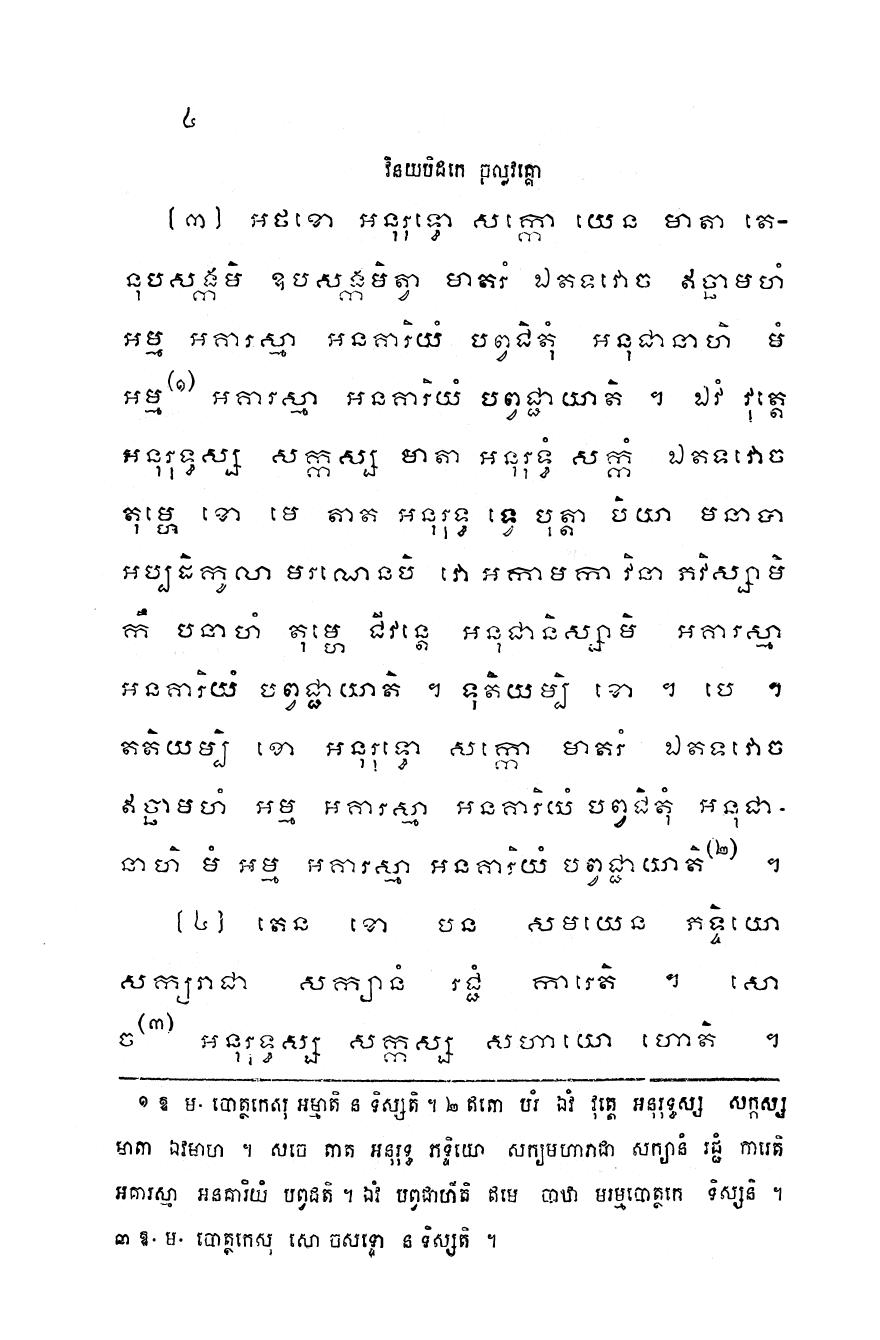 ៤
វិនយបិដកេ ចុល្លវគ្គោ
[៣] អថខោ អនុរុទ្ធោ សក្កោ យេន មាតា តេ-
នុបសង្កមិ ឧបសង្កមិត្វា មាតរំ ឯតទវោច ឥច្ឆាមហំ
អម្ម អគារស្មា អនគារិយំ បព្វជិតុំ អនុជានាហិ មំ
អម្ម(១) អគារស្មា អនគារិយំ បព្វជ្ជាយាតិ ។ ឯវំ វុត្តេ
អនុរុទ្ធស្ស សក្កស្ស មាតា អនុរុទ្ធំ សក្កំ ឯតទវោច
តុម្ហេ ខោ មេ តាត អនុរុទ្ធ ទ្វេ បុត្តា បិយា មនាបា
អប្បដិកូលា មរណេនបិ វោ អកាមកា វិនា ភវិស្សាមិ
កឹ បនាហំ តុម្ហេ ជីវន្តេ អនុជានិស្សាមិ អគារស្មា
អនគារិយំ បព្វជ្ជាយាតិ ។ ទុតិយម្បិ ខោ ។ បេ ។
តតិយម្បិ ខោ អនុរុទ្ធោ សក្កោ មាតរំ ឯតទវោច
ឥច្ឆាមហំ អម្ម អគារស្មា អនគារិយំ បព្វជិតុំ អនុជា-
នាហិ មំ អម្ម អគារស្មា អនគារិយំ បព្វជ្ជាយាតិ(២) ។
[៤] តេន ខោ បន សមយេន ភទ្ទិយោ
សក្យរាជា សក្យានំ រជ្ជំ ការេតិ ។ សោ
ច(៣) អនុរុទ្ធស្ស សក្កស្ស សហាយោ ហោតិ ។
១ ឱ ម. បោត្ថកេសុ អម្មាតិ ន ទិស្សតិ ។ ២ ឥតោ បរំ ឯវំ វុត្តេ អនុរុទ្ធស្ស សក្កស្ស
មាតា ឯវមាហ ។ សចេ តាត អនុរុទ្ធ ភទ្ទិយោ សក្យមហារាជា សក្យានំ រជ្ជំ ការេតិ
អគារស្មា អនគារិយំ បព្វជតិ ។ ឯវំ បព្វជាហីតិ ឥមេ បាឋា មរម្មបោត្ថកេ ទិស្សនិ ។
៣ ឱ. ម. បោត្ថកេសុ សោ ចសទ្ទោ ន ទិស្សតិ ។